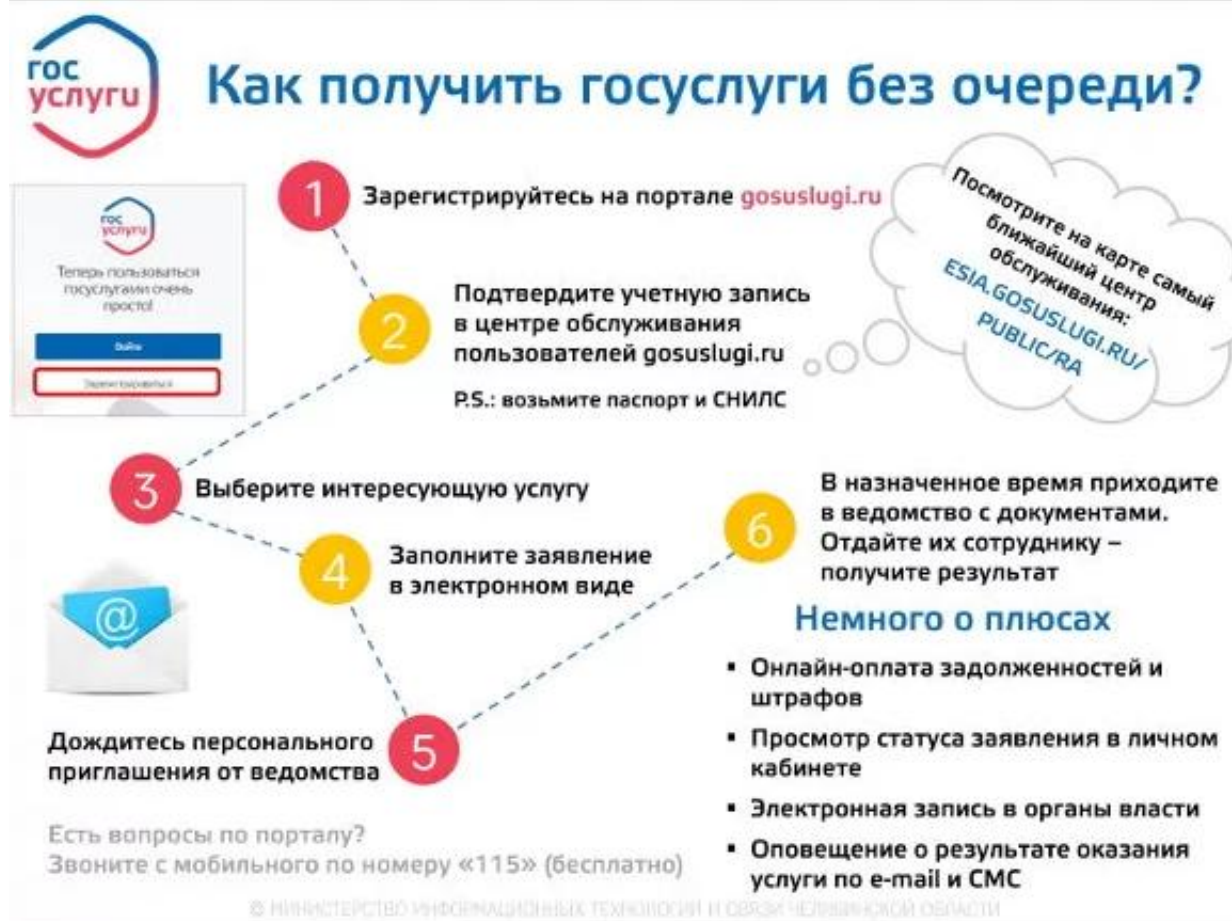 гос
услуги
Как получить госуслуги без очереди?
гос
услуги
Теперь пользоваться
госуслугами очень
просто!
Войти
Зарегистрироваться
1
Зарегистрируйтесь на портале gosuslugi.ru
Посмотрите на карте самый
ближайший центр
обслуживания:
ESIA.GOSUSLUGI.RU/
PUBLIC/RA
2
Подтвердите учетную запись
в центре обслуживания
пользователей gosuslugi.ru
P.S.: возьмите паспорт и СНИЛС
3
Выберите интересующую услугу
4
Заполните заявление
в электронном виде
@
5
Дождитесь персонального
приглашения от ведомства
6
В назначенное время приходите
в ведомство с документами.
Отдайте их сотруднику –
получите результат
Немного о плюсах
▪ Онлайн-оплата задолженностей и
штрафов
▪ Просмотр статуса заявления в личном
кабинете
▪ Электронная запись в органы власти
▪ Оповещение о результате оказания
услуги по e-mail и СМС
Есть вопросы по порталу?
Звоните с мобильного по номеру «115» (бесплатно)
© МИНИСТЕРСТВО ИНФОРМАЦИОННЫХ ТЕХНОЛОГИЙ И СВЯЗИ ЧЕЛЯБИНСКОЙ ОБЛАСТИ